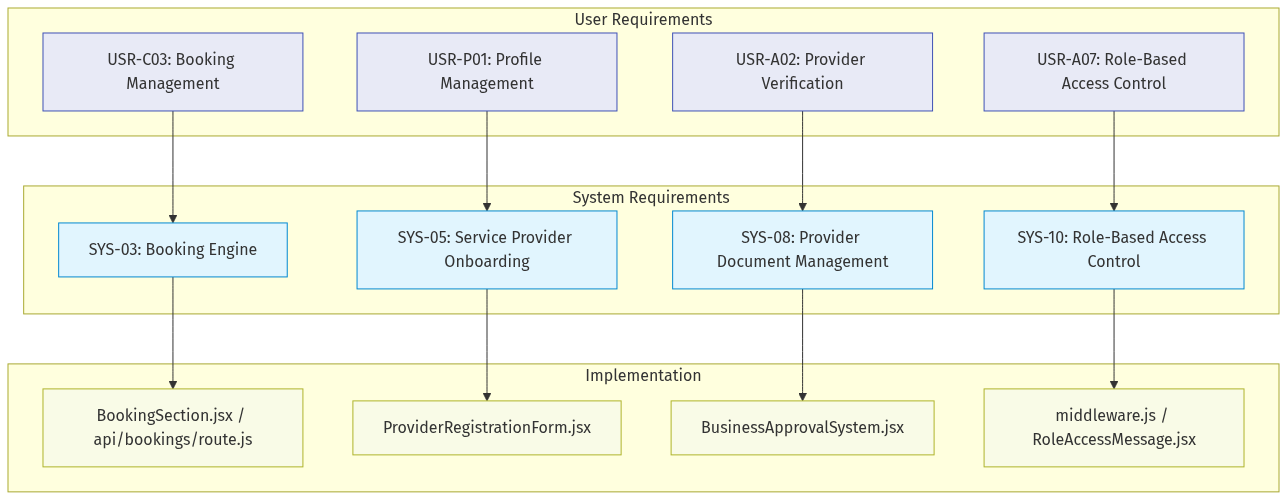 User Requirements
USR-C03: Booking
Management
USR-P01: Profile
Management
USR-A02: Provider
Verification
USR-A07: Role-Based
Access Control
System Requirements
SYS-03: Booking Engine
SYS-05: Service Provider
Onboarding
SYS-08: Provider
Document Management
SYS-10: Role-Based Access
Control
Implementation
BookingSection.jsx /
api/bookings/route.js
ProviderRegistrationForm.jsx
BusinessApprovalSystem.jsx
middleware.js /
RoleAccessMessage.jsx